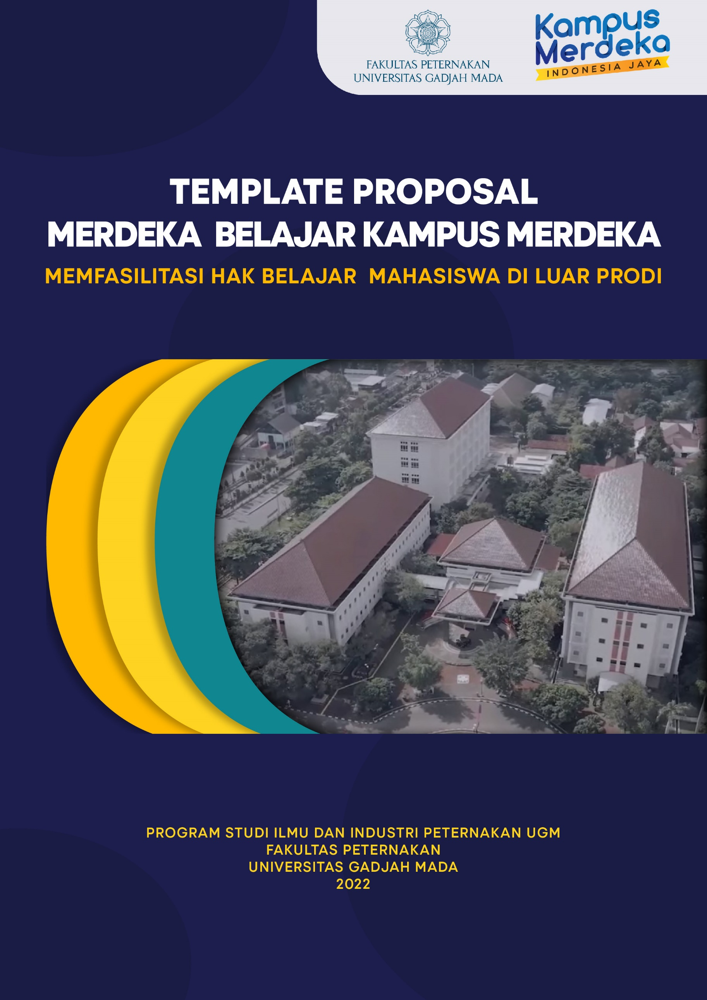 FAKULTAS PETERNAKAN
UNIVERSITAS GADJAH MADA
Kampus
Merdeka
INDONESIA JAYA
TEMPLATE PROPOSAL
MERDEKA BELAJAR KAMPUS MERDEKA
MEMFASILITASI HAK BELAJAR MAHASISWA DI LUAR PRODI
PROGRAM STUDI ILMU DAN INDUSTRI PETERNAKAN UGM
FAKULTAS PETERNAKAN
UNIVERSITAS GADJAH MADA
2022